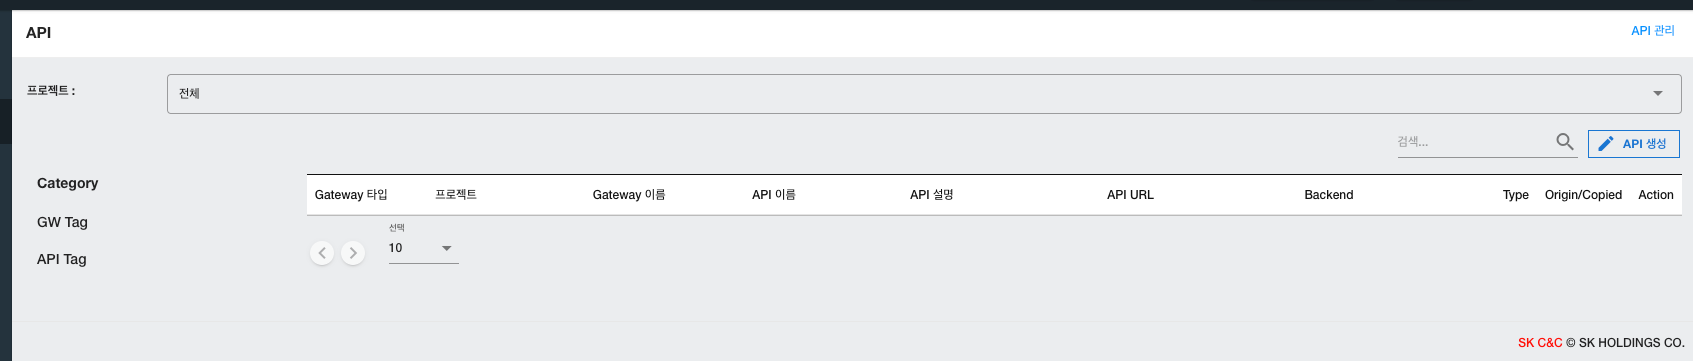 API
API 관리
프로젝트 :
전체
검색...
API 생성
Category
GW Tag
API Tag
Gateway 타입 프로젝트 Gateway 이름 API 이름 API 설명 API URL Backend Type Origin/Copied Action
선택
10
SK C&C © SK HOLDINGS CO.